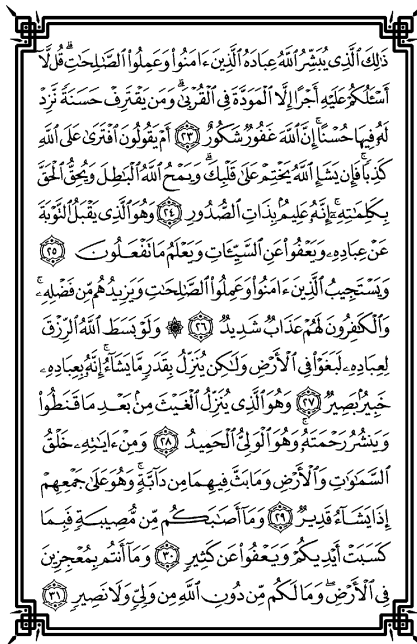 ذَٰلِكَ ٱلَّذِى يُبَشِّرُ ٱللَّهُ عِبَادَهُ ٱلَّذِينَ ءَامَنُوا۟ وَعَمِلُوا۟ ٱلصَّٰلِحَٰتِ ۗ قُل لَّآ
أَسْـَٔلُكُمْ عَلَيْهِ أَجْرًا إِلَّا ٱلْمَوَدَّةَ فِى ٱلْقُرْبَىٰ ۗ وَمَن يَقْتَرِفْ حَسَنَةً نَّزِدْ
لَهُۥ فِيهَا حُسْنًا ۚ إِنَّ ٱللَّهَ غَفُورٌ شَكُورٌ ﴿٢٣﴾ أَمْ يَقُولُونَ ٱفْتَرَىٰ عَلَى ٱللَّهِ
كَذِبًا ۖ فَإِن يَشَإِ ٱللَّهُ يَخْتِمْ عَلَىٰ قَلْبِكَ ۗ وَيَمْحُ ٱللَّهُ ٱلْبَٰطِلَ وَيُحِقُّ ٱلْحَقَّ
بِكَلِمَٰتِهِۦٓ ۚ إِنَّهُۥ عَلِيمٌۢ بِذَاتِ ٱلصُّدُورِ ﴿٢٤﴾ وَهُوَ ٱلَّذِى يَقْبَلُ ٱلتَّوْبَةَ
عَنْ عِبَادِهِۦ وَيَعْفُوا۟ عَنِ ٱلسَّيِّـَٔاتِ وَيَعْلَمُ مَا تَفْعَلُونَ ﴿٢٥﴾
وَيَسْتَجِيبُ ٱلَّذِينَ ءَامَنُوا۟ وَعَمِلُوا۟ ٱلصَّٰلِحَٰتِ وَيَزِيدُهُم مِّن فَضْلِهِۦ ۚ
وَٱلْكَٰفِرُونَ لَهُمْ عَذَابٌ شَدِيدٌ ﴿٢٦﴾ ۞ وَلَوْ بَسَطَ ٱللَّهُ ٱلرِّزْقَ
لِعِبَادِهِۦ لَبَغَوْا۟ فِى ٱلْأَرْضِ وَلَٰكِن يُنَزِّلُ بِقَدَرٍ مَّا يَشَآءُ ۚ إِنَّهُۥ بِعِبَادِهِۦ
خَبِيرٌۢ بَصِيرٌ ﴿٢٧﴾ وَهُوَ ٱلَّذِى يُنَزِّلُ ٱلْغَيْثَ مِنۢ بَعْدِ مَا قَنَطُوا۟
وَيَنشُرُ رَحْمَتَهُۥ ۚ وَهُوَ ٱلْوَلِىُّ ٱلْحَمِيدُ ﴿٢٨﴾ وَمِنْ ءَايَٰتِهِۦ خَلْقُ
ٱلسَّمَٰوَٰتِ وَٱلْأَرْضِ وَمَا بَثَّ فِيهِمَا مِن دَآبَّةٍ ۚ وَهُوَ عَلَىٰ جَمْعِهِمْ
إِذَا يَشَآءُ قَدِيرٌ ﴿٢٩﴾ وَمَآ أَصَٰبَكُم مِّن مُّصِيبَةٍ فَبِمَا
كَسَبَتْ أَيْدِيكُمْ وَيَعْفُوا۟ عَن كَثِيرٍ ﴿٣٠﴾ وَمَآ أَنتُم بِمُعْجِزِينَ
فِى ٱلْأَرْضِ ۖ وَمَا لَكُم مِّن دُونِ ٱللَّهِ مِن وَلِىٍّ وَلَا نَصِيرٍ ﴿٣١﴾